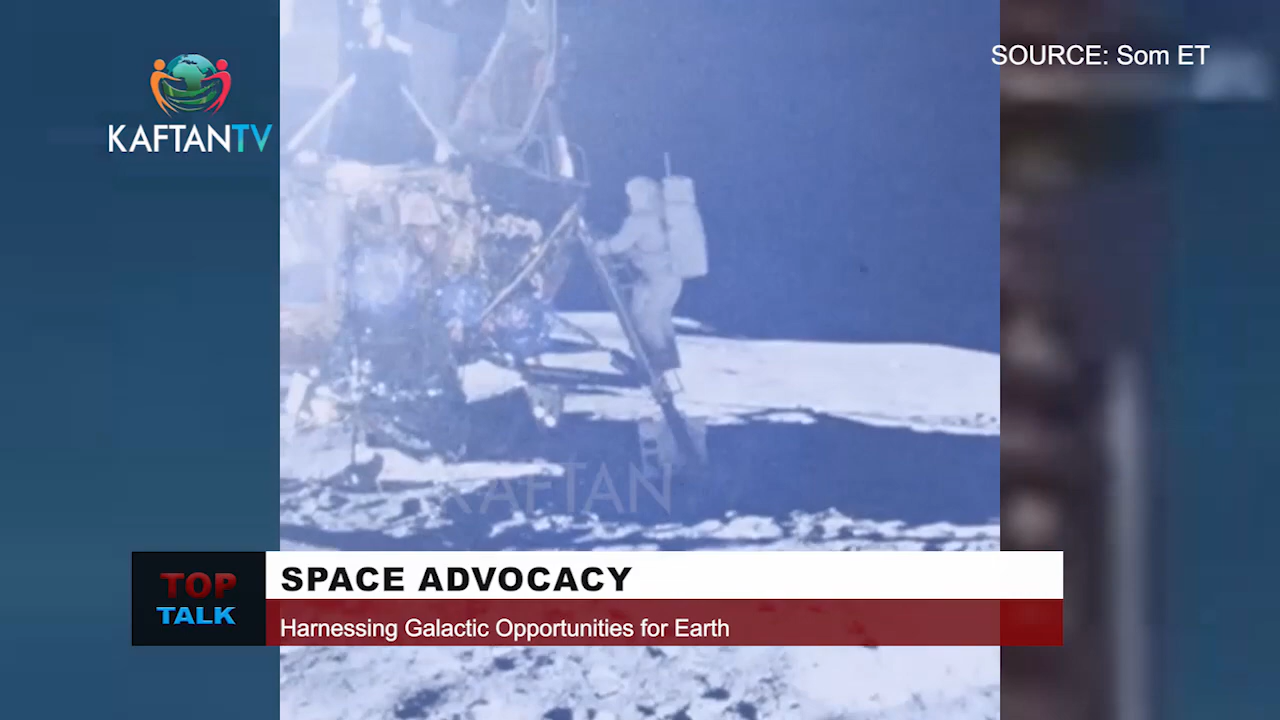 SOURCE: Som ET
KAFTANTV
KAFTAN
TOP
TALK
SPACE ADVOCACY
Harnessing Galactic Opportunities for Earth